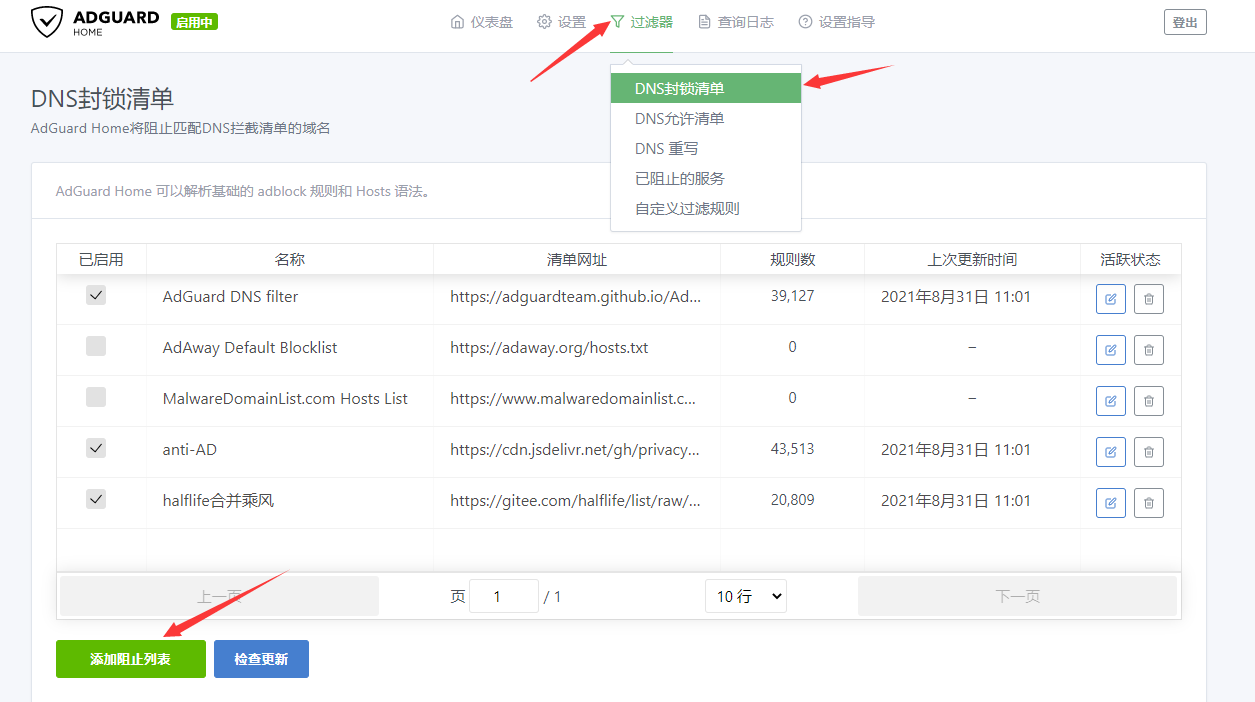 ADGUARD
HOME
启用中
仪表盘
设置
过滤器
查询日志
设置指导
登出
DNS封锁清单
DNS允许清单
DNS 重写
已阻止的服务
自定义过滤规则
DNS封锁清单
AdGuard Home将阻止匹配DNS拦截清单的域名
AdGuard Home 可以解析基础的 adblock 规则和 Hosts 语法。
已启用 名称 清单网址 规则数 上次更新时间 活跃状态
AdGuard DNS filter https://adguardteam.github.io/Ad... 39,127 2021年8月31日 11:01
AdAway Default Blocklist https://adaway.org/hosts.txt 0 –
MalwareDomainList.com Hosts List https://www.malwaredomainlist.c... 0 –
anti-AD https://cdn.jsdelivr.net/gh/privacy... 43,513 2021年8月31日 11:01
halflife合并乘风 https://gitee.com/halflife/list/raw/... 20,809 2021年8月31日 11:01
上一页 页 1 / 1 10 行 下一页
添加阻止列表 检查更新